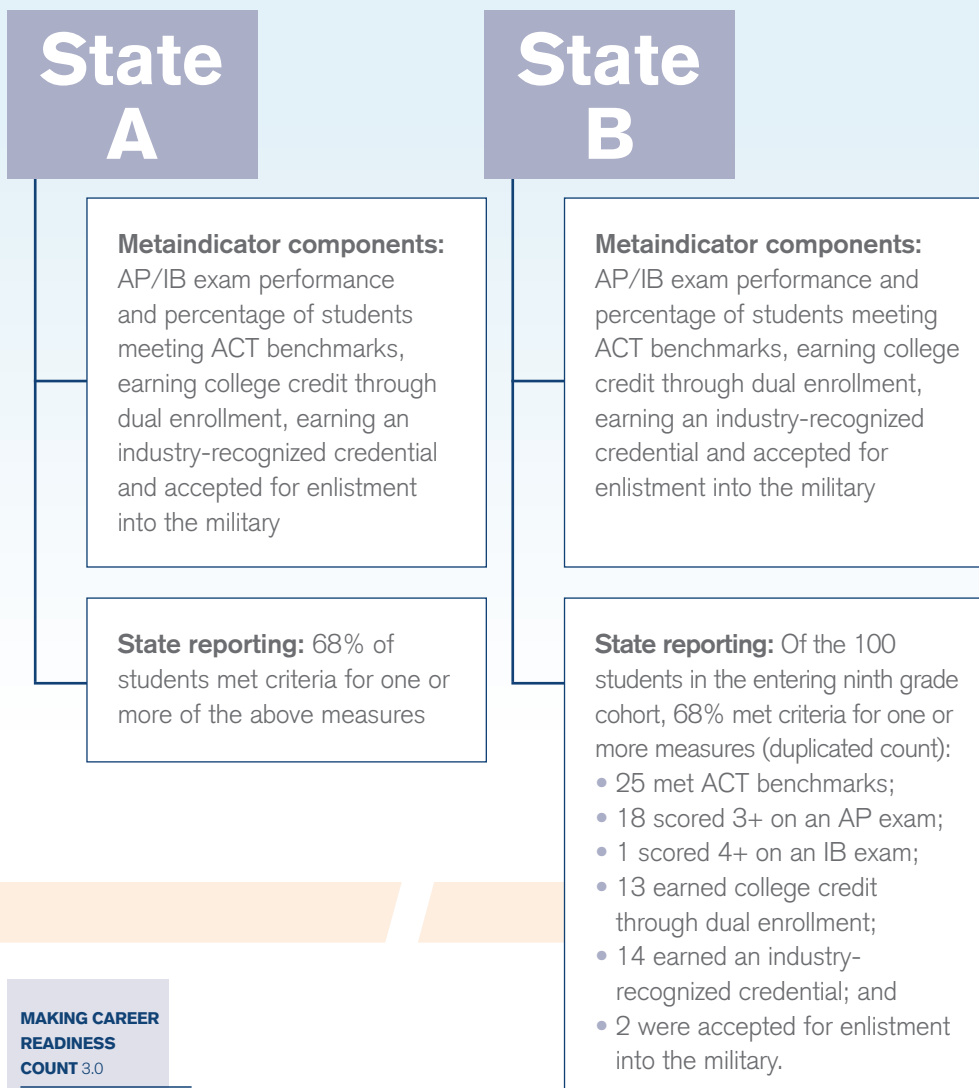 State
A
Metaindicator components:
AP/IB exam performance
and percentage of students
meeting ACT benchmarks,
earning college credit through
dual enrollment, earning an
industry-recognized credential
and accepted for enlistment
into the military
State reporting: 68% of
students met criteria for one or
more of the above measures
State
B
Metaindicator components:
AP/IB exam performance and
percentage of students meeting
ACT benchmarks, earning college
credit through dual enrollment,
earning an industry-recognized
credential and accepted for
enlistment into the military
State reporting: Of the 100
students in the entering ninth grade
cohort, 68% met criteria for one or
more measures (duplicated count):
• 25 met ACT benchmarks;
• 18 scored 3+ on an AP exam;
• 1 scored 4+ on an IB exam;
• 13 earned college credit
through dual enrollment;
• 14 earned an industry-
recognized credential; and
• 2 were accepted for enlistment
into the military.
MAKING CAREER
READINESS
COUNT 3.0